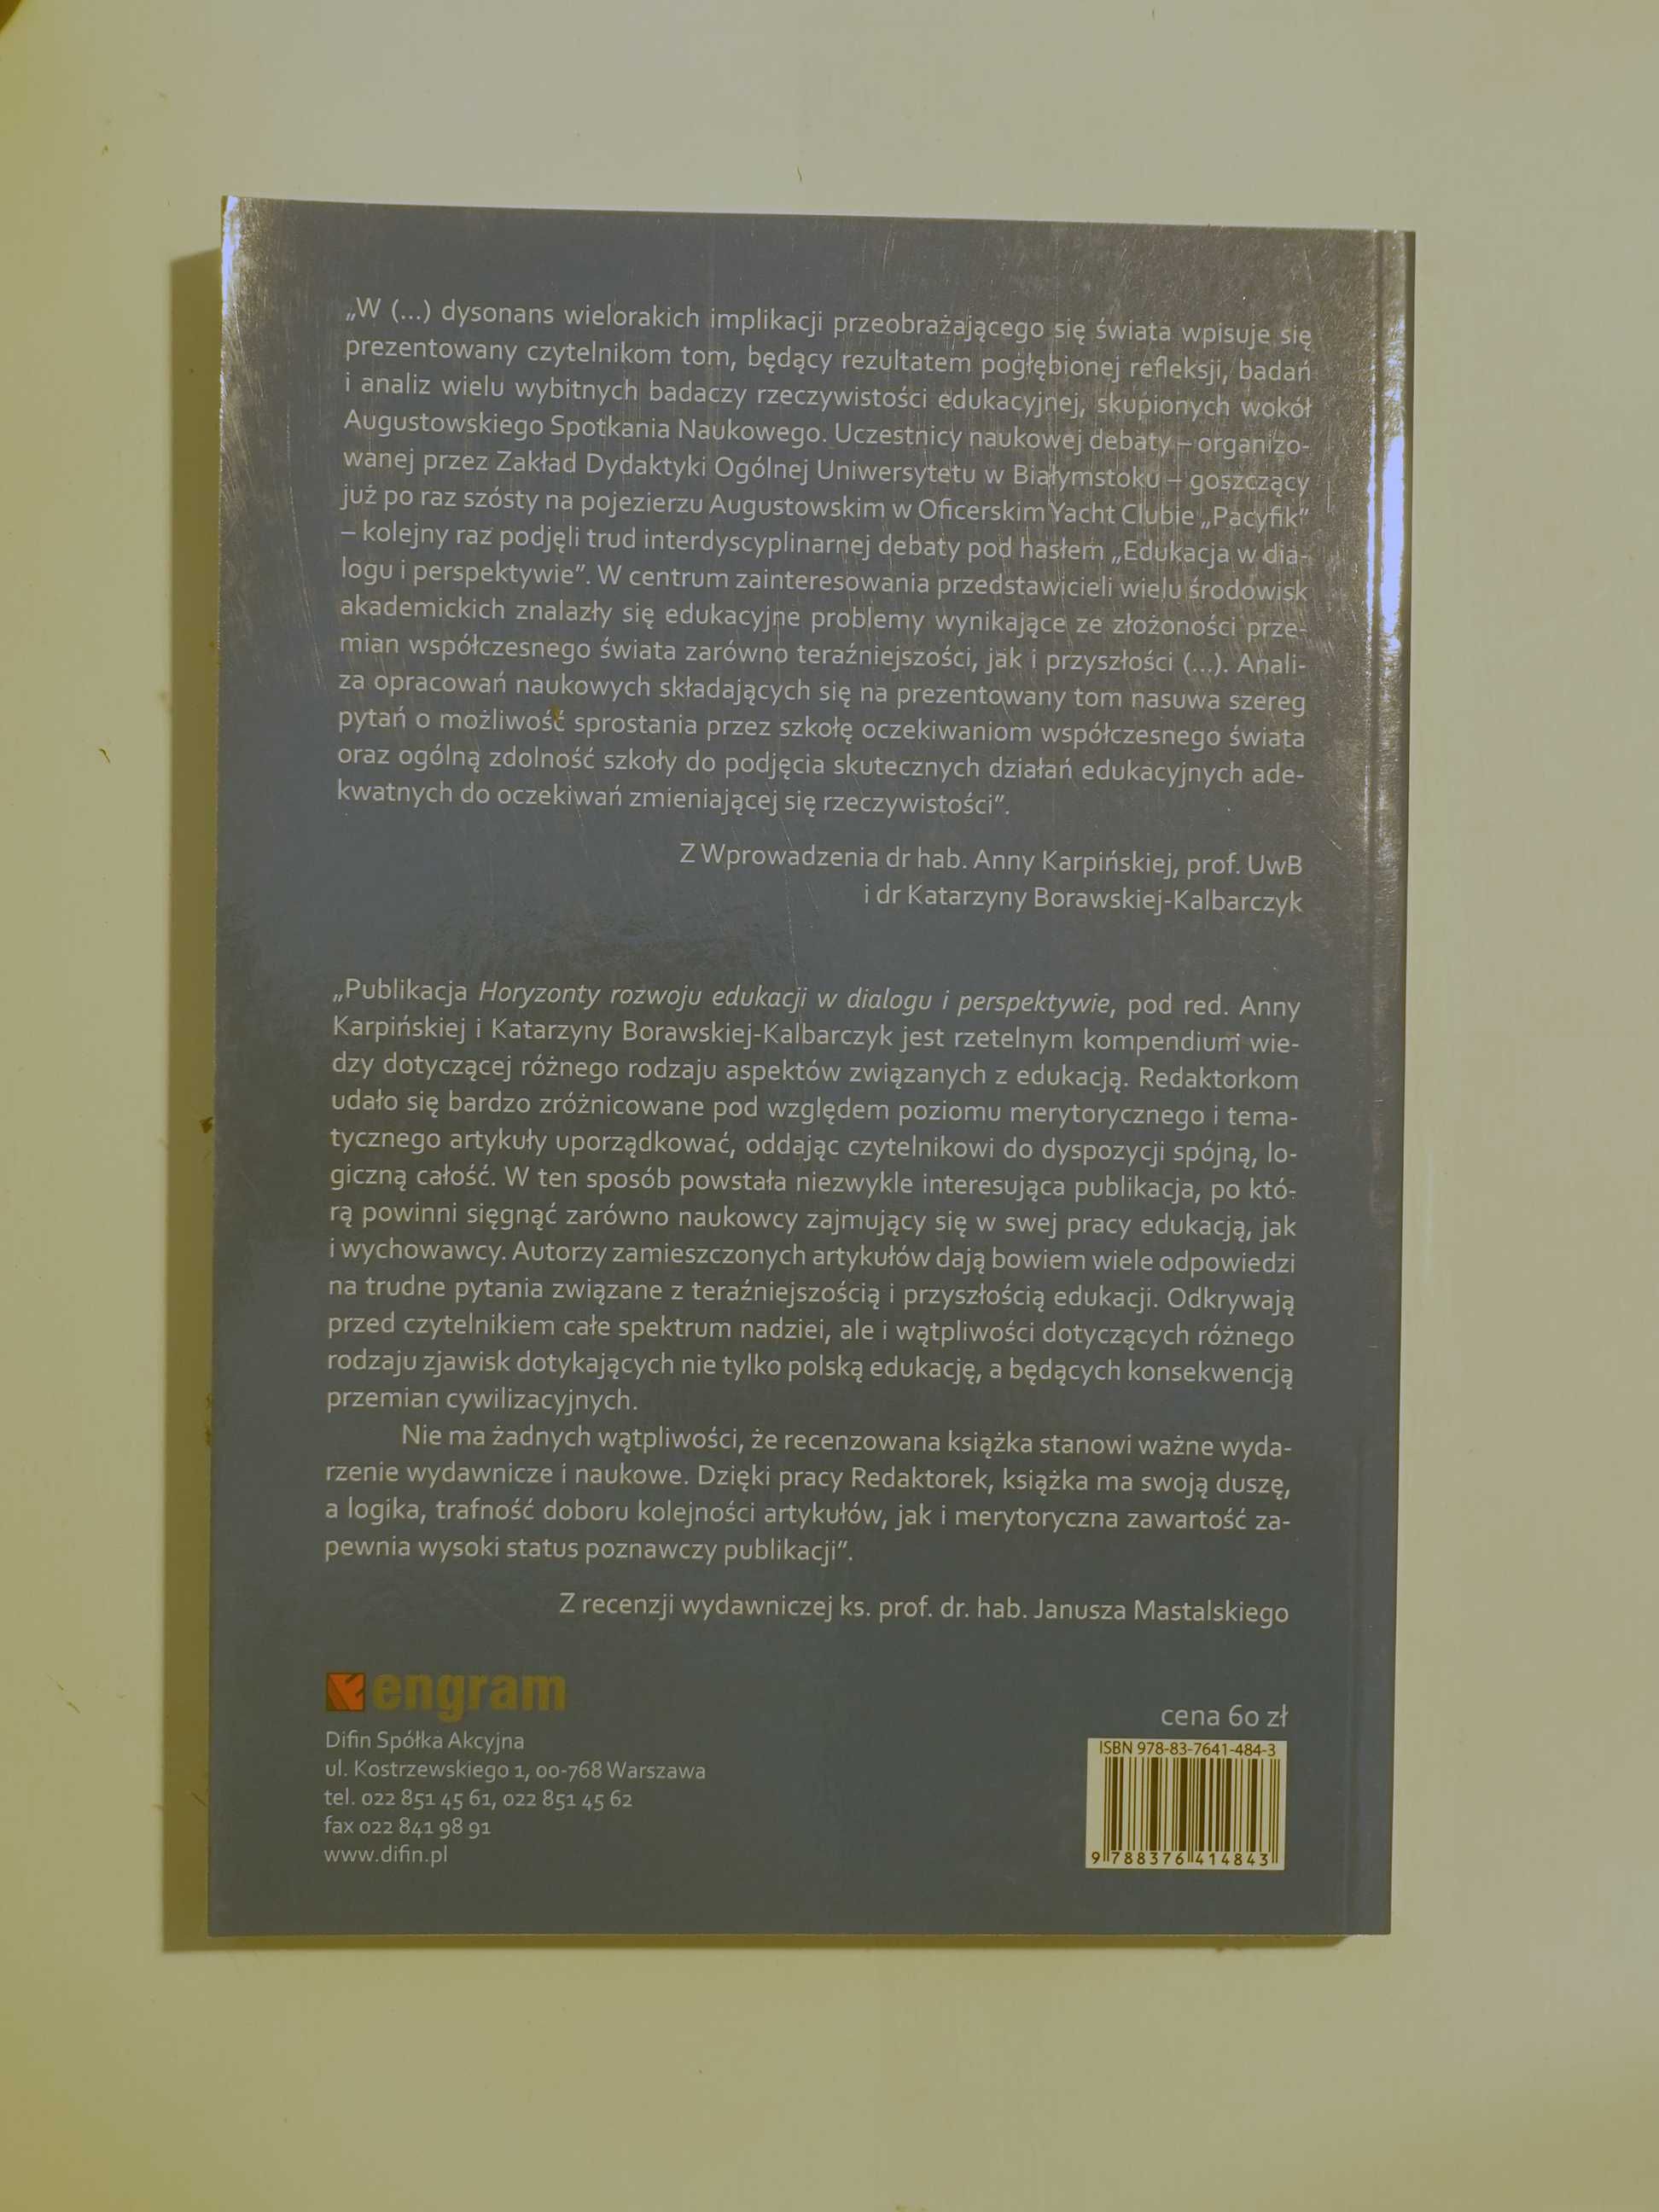 „W (...) dysonans wielorakich implikacji przeobrażającego się świata wpisuje się
prezentowany czytelnikom tom, będący rezultatem pogłębionej refleksji, badań
i analiz wielu wybitnych badaczy rzeczywistości edukacyjnej, skupionych wokół
Augustowskiego Spotkania Naukowego. Uczestnicy naukowej debaty – organizo-
wanej przez Zakład Dydaktyki Ogólnej Uniwersytetu w Białymstoku – goszczący
już po raz szósty na pojezierzu Augustowskim w Oficerskim Yacht Clubie „Pacyfik”
– kolejny raz podjęli trud interdyscyplinarnej debaty pod hasłem „Edukacja w dia-
logu i perspektywie”. W centrum zainteresowania przedstawicieli wielu środowisk
akademickich znalazły się edukacyjne problemy wynikające ze złożoności prze-
mian współczesnego świata zarówno teraźniejszości, jak i przyszłości (...). Anali-
za opracowań naukowych składających się na prezentowany tom nasuwa szereg
pytań o możliwość sprostania przez szkołę oczekiwaniom współczesnego świata
oraz ogólną zdolność szkoły do podjęcia skutecznych działań edukacyjnych ade-
kwatnych do oczekiwań zmieniającej się rzeczywistości”.
Z Wprowadzenia dr hab. Anny Karpińskiej, prof. UwB
i dr Katarzyny Borawskiej-Kalbarczyk
„Publikacja Horyzonty rozwoju edukacji w dialogu i perspektywie, pod red. Anny
Karpińskiej i Katarzyny Borawskiej-Kalbarczyk jest rzetelnym kompendium wie-
dzy dotyczącej różnego rodzaju aspektów związanych z edukacją. Redaktorkom
udało się bardzo zróżnicowane pod względem poziomu merytorycznego i tema-
tycznego artykuły uporządkować, oddając czytelnikowi do dyspozycji spójną, lo-
giczną całość. W ten sposób powstała niezwykle interesująca publikacja, po któ-
rą powinni sięgnąć zarówno naukowcy zajmujący się w swej pracy edukacją, jak
i wychowawcy. Autorzy zamieszczonych artykułów dają bowiem wiele odpowiedzi
na trudne pytania związane z teraźniejszością i przyszłością edukacji. Odkrywają
przed czytelnikiem całe spektrum nadziei, ale i wątpliwości dotyczących różnego
rodzaju zjawisk dotykających nie tylko polską edukację, a będących konsekwencją
przemian cywilizacyjnych.
Nie ma żadnych wątpliwości, że recenzowana książka stanowi ważne wyda-
rzenie wydawnicze i naukowe. Dzięki pracy Redaktorek, książka ma swoją duszę,
a logika, trafność doboru kolejności artykułów, jak i merytoryczna zawartość za-
pewnia wysoki status poznawczy publikacji”.
Z recenzji wydawniczej ks. prof. dr. hab. Janusza Mastalskiego
engram
Difin Spółka Akcyjna
ul. Kostrzewskiego 1, 00-768 Warszawa
tel. 022 851 45 61, 022 851 45 62
fax 022 841 98 91
www.difin.pl
cena 60 zł
ISBN 978-83-7641-484-3
9 788376 414843